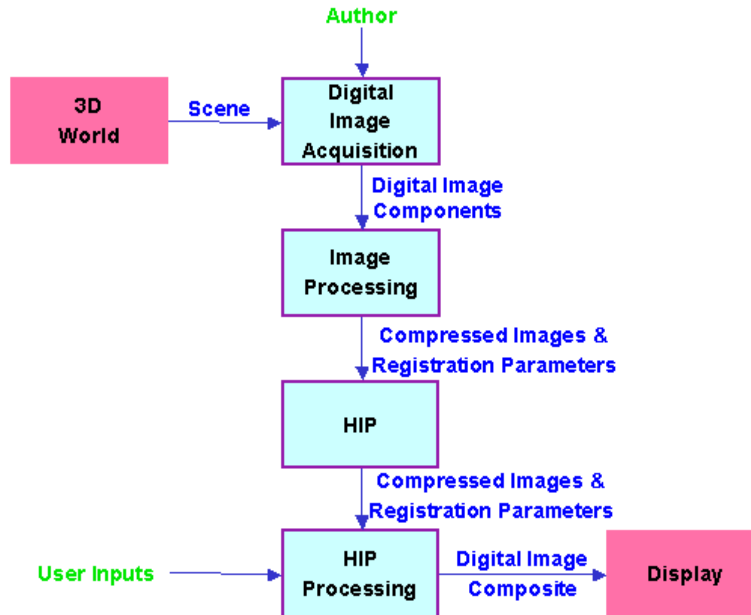 Author
3D
World
Scene
Digital
Image
Acquisition
Digital Image
Components
Image
Processing
Compressed Images &
Registration Parameters
HIP
Compressed Images &
Registration Parameters
User Inputs
HIP
Processing
Digital Image
Composite
Display